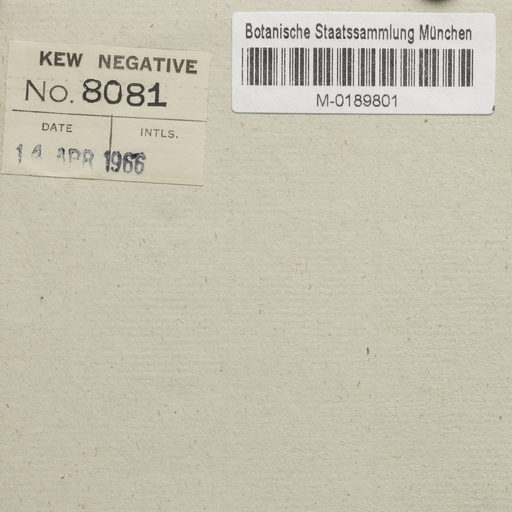 KEW NEGATIVE
No. 8081
DATE
INTLS.
14 APR 1966
Botanische Staatssammlung München
M-0189801